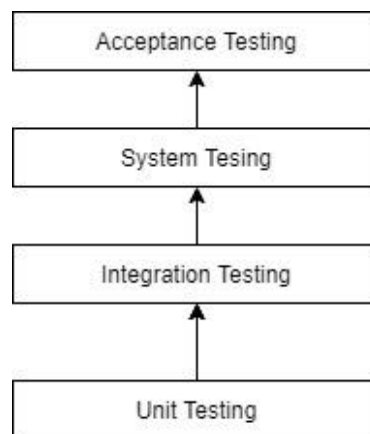 Acceptance Testing
System Tesing
Integration Testing
Unit Testing